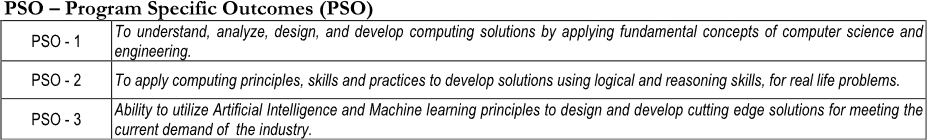 PSO – Program Specific Outcomes (PSO)
PSO - 1
To understand, analyze, design, and develop computing solutions by applying fundamental concepts of computer science and
engineering.
PSO - 2
To apply computing principles, skills and practices to develop solutions using logical and reasoning skills, for real life problems.
PSO - 3
Ability to utilize Artificial Intelligence and Machine learning principles to design and develop cutting edge solutions for meeting the
current demand of the industry.